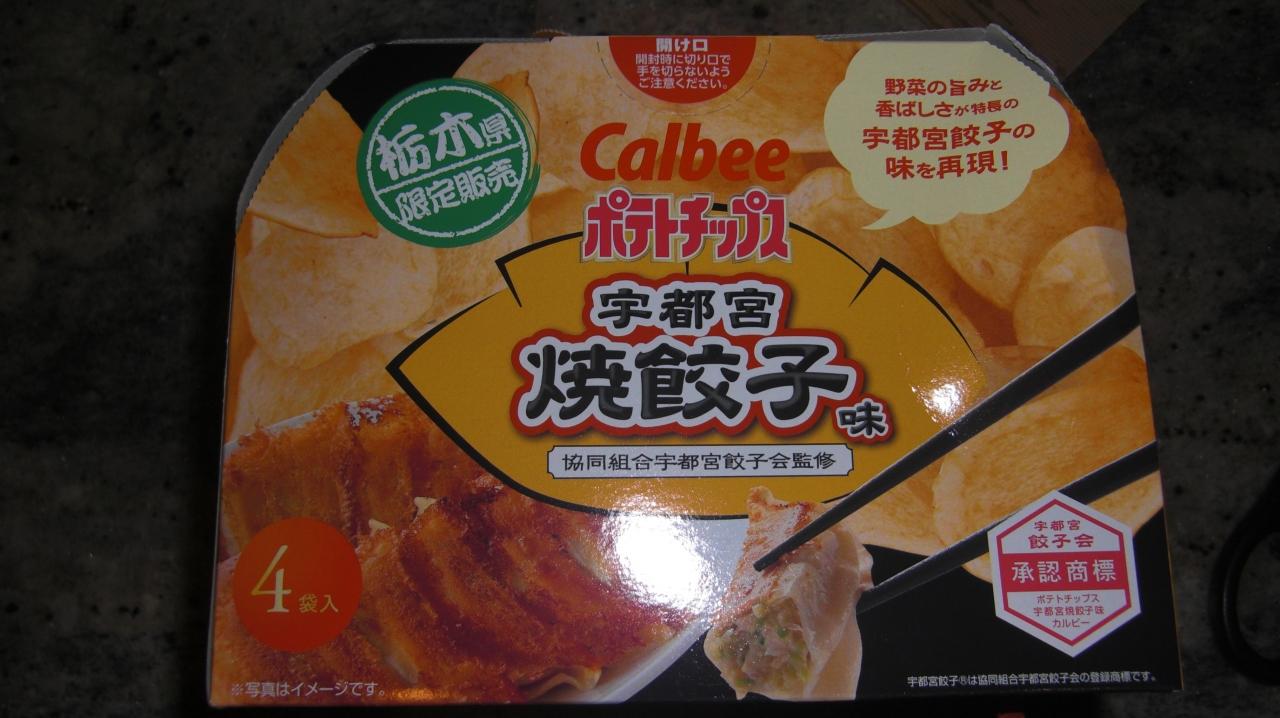 開け口
開封時に切り口で
手を切らないよう
ご注意ください。
栃木県
限定販売
Calbee
ポテトチップス
野菜の旨みと
香ばしさが特長の
宇都宮餃子の
味を再現!
宇都宮
焼餃子味
協同組合宇都宮餃子会監修
4袋入
宇都宮
餃子会
承認商標
ポテトチップス
宇都宮焼餃子味
カルビー
※写真はイメージです。
宇都宮餃子®は協同組合宇都宮餃子会の登録商標です。